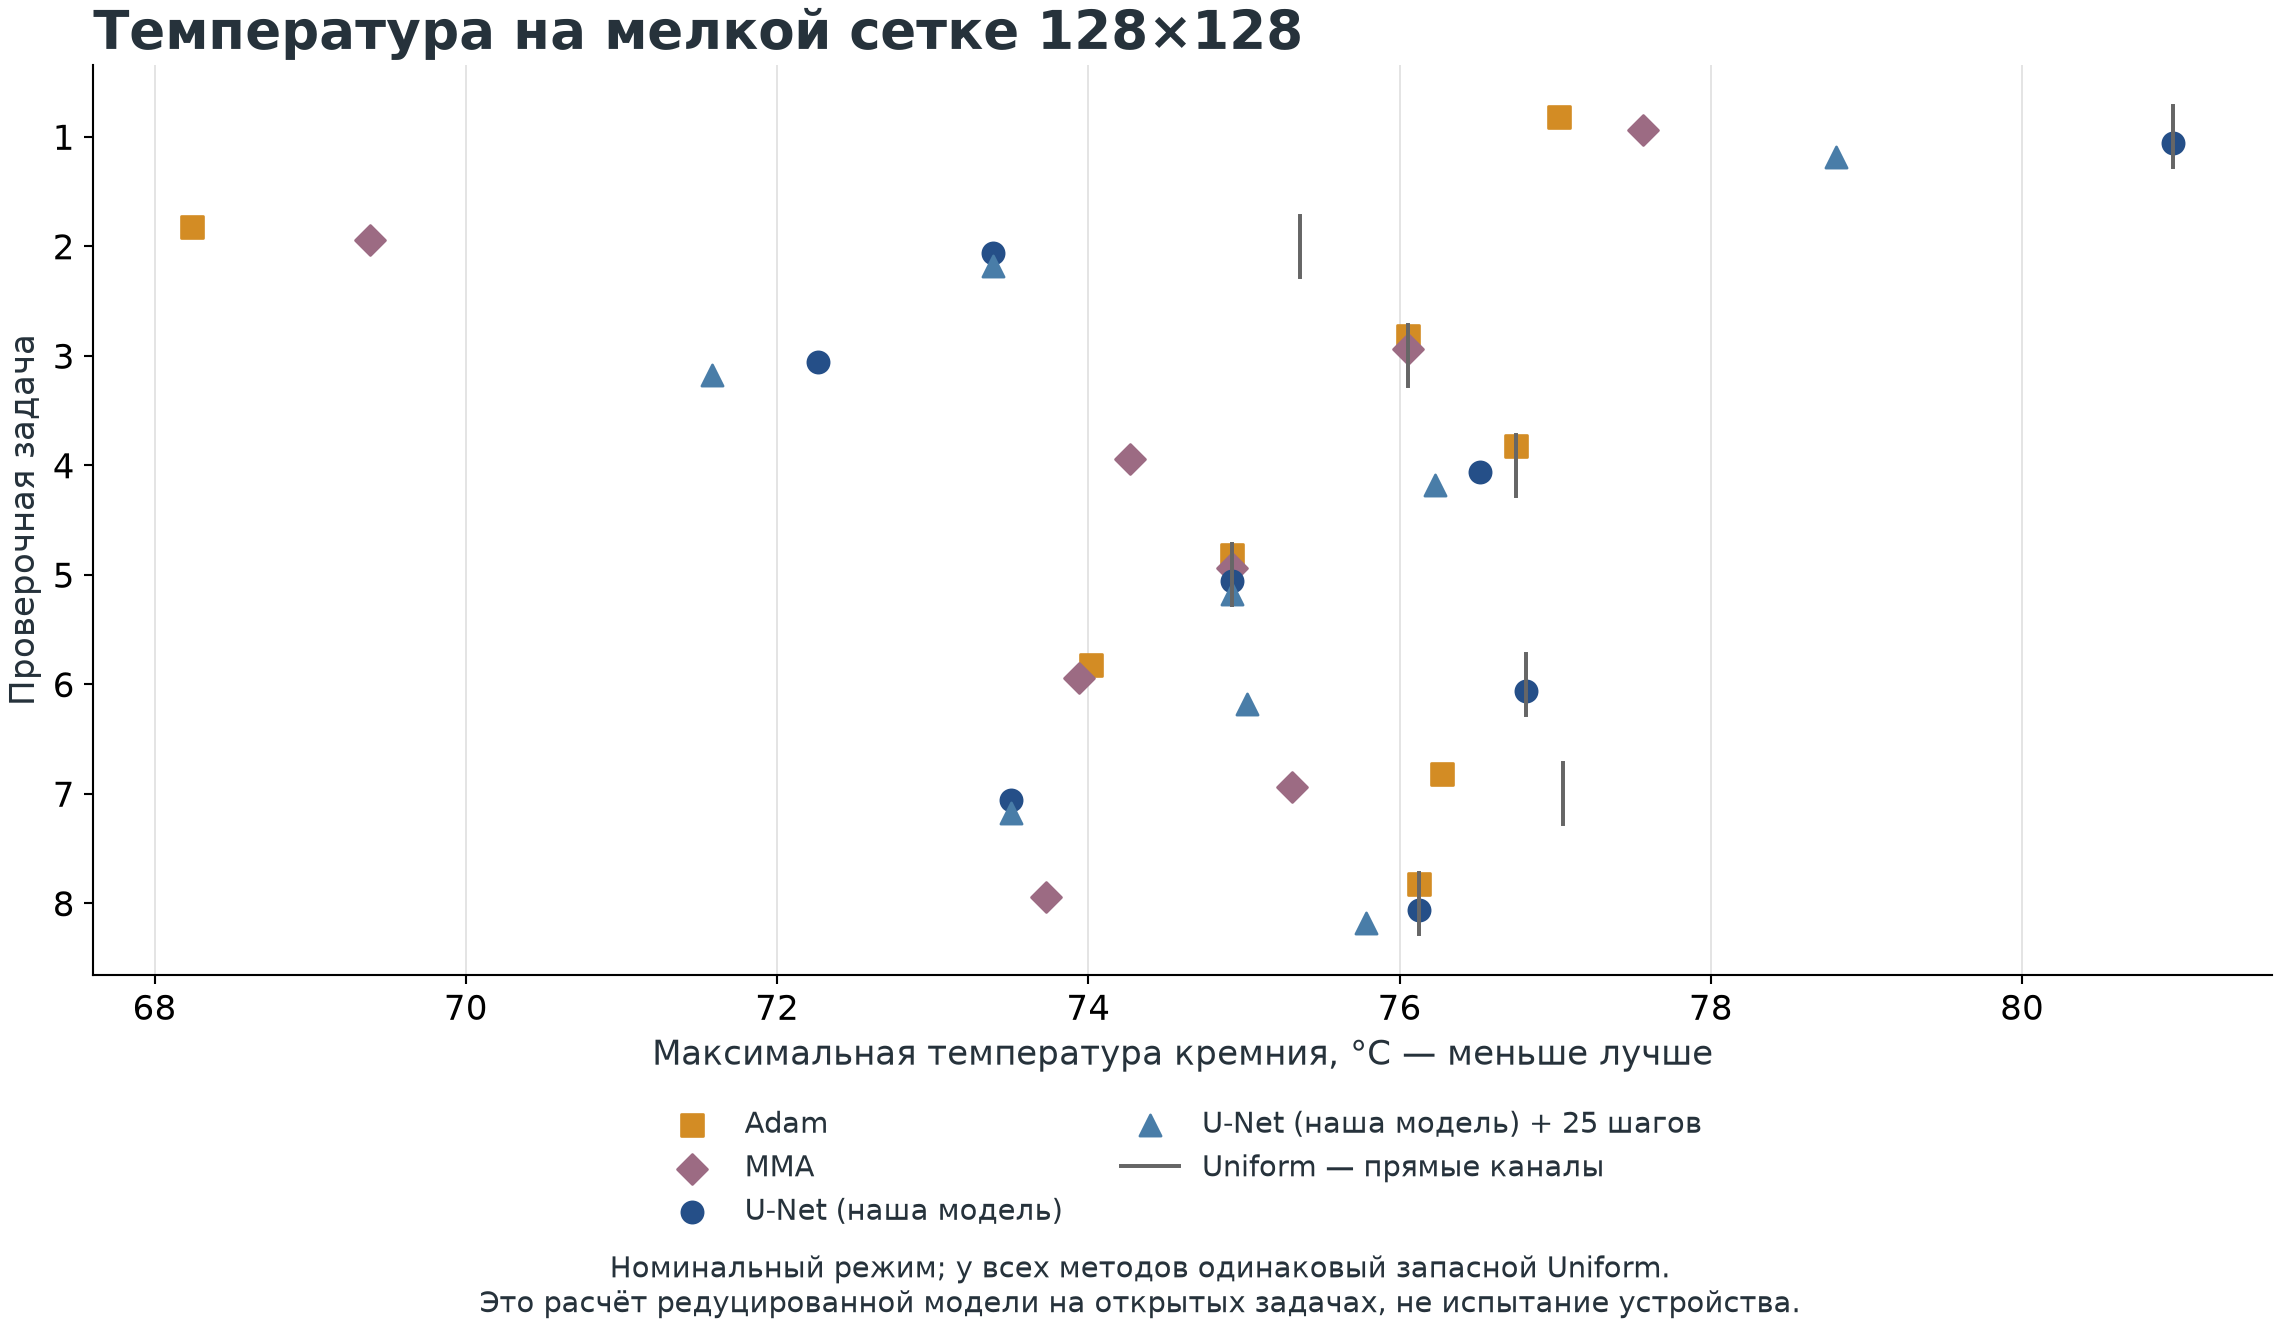 Температура на мелкой сетке 128×128
Проверочная задача
1
2
3
4
5
6
7
8
68 70 72 74 76 78 80
Максимальная температура кремния, °C — меньше лучше
Adam
MMA
U-Net (наша модель)
U-Net (наша модель) + 25 шагов
Uniform — прямые каналы
Номинальный режим; у всех методов одинаковый запасной Uniform.
Это расчёт редуцированной модели на открытых задачах, не испытание устройства.